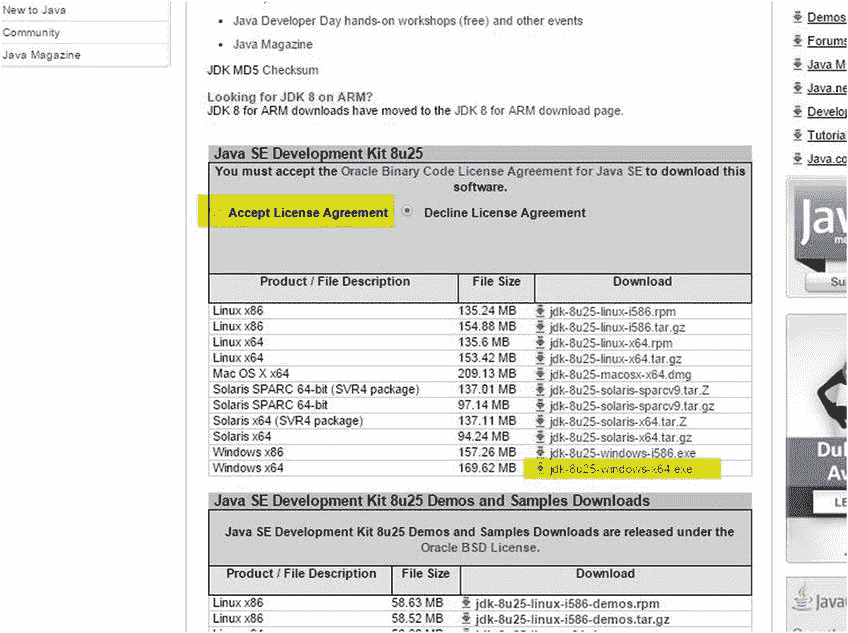 New to Java
Community
Java Magazine
Java Developer Day hands-on workshops (free) and other events
Java Magazine
JDK MD5 Checksum
Looking for JDK 8 on ARM?
JDK 8 for ARM downloads have moved to the JDK 8 for ARM download page.
Java SE Development Kit 8u25
You must accept the Oracle Binary Code License Agreement for Java SE to download this
software.
Accept License Agreement Decline License Agreement
Product / File Description File Size Download
Linux x86 135.24 MB jdk-8u25-linux-i586.rpm
Linux x86 154.88 MB jdk-8u25-linux-i586.tar.gz
Linux x64 135.6 MB jdk-8u25-linux-x64.rpm
Linux x64 153.42 MB jdk-8u25-linux-x64.tar.gz
Mac OS X x64 209.13 MB jdk-8u25-macosx-x64.dmg
Solaris SPARC 64-bit (SVR4 package) 137.01 MB jdk-8u25-solaris-sparcv9.tar.Z
Solaris SPARC 64-bit 97.14 MB jdk-8u25-solaris-sparcv9.tar.gz
Solaris x64 (SVR4 package) 137.11 MB jdk-8u25-solaris-x64.tar.Z
Solaris x64 94.24 MB jdk-8u25-solaris-x64.tar.gz
Windows x86 157.26 MB jdk-8u25-windows-i586.exe
Windows x64 169.62 MB jdk-8u25-windows-x64.exe
Java SE Development Kit 8u25 Demos and Samples Downloads
Java SE Development Kit 8u25 Demos and Samples Downloads are released under the
Oracle BSD License.
Product / File Description File Size Download
Linux x86 58.63 MB jdk-8u25-linux-i586-demos.rpm
Linux x86 58.52 MB jdk-8u25-linux-i586-demos.tar.gz
Demos
Forums
Java M
Java.ne
Develop
Tutorial
Java.co
Jav
Su
Du
Av
LE
Java